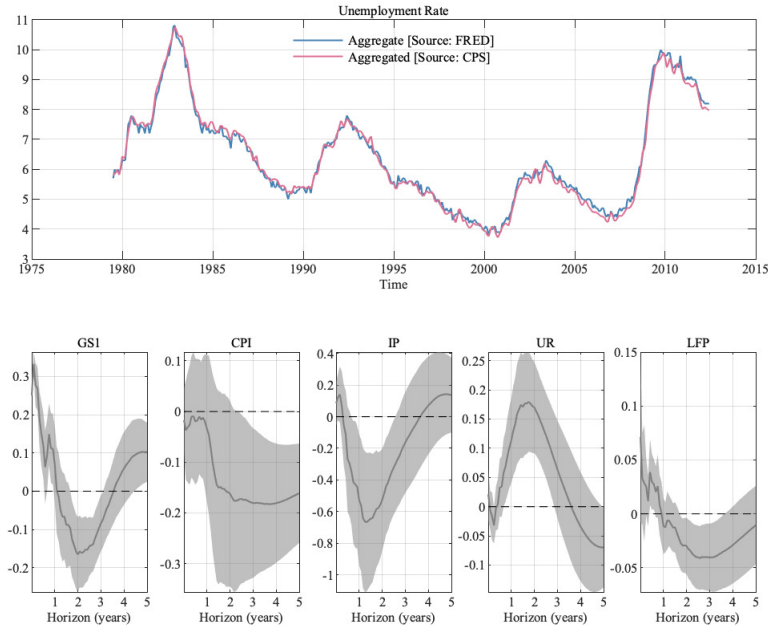 Unemployment Rate
Aggregate [Source: FRED]
Aggregated [Source: CPS]
11
10
9
8
7
6
5
4
3
1975 1980 1985 1990 1995 2000 2005 2010 2015
Time
GS1 CPI IP UR LFP
0.3
0.2
0.1
0
-0.1
-0.2
1 2 3 4 5
Horizon (years)
0.1
0
-0.1
-0.2
-0.3
1 2 3 4 5
Horizon (years)
0.4
0.2
0
-0.2
-0.4
-0.6
-0.8
-1
1 2 3 4 5
Horizon (years)
0.25
0.2
0.15
0.1
0.05
0
-0.05
-0.1
1 2 3 4 5
Horizon (years)
0.15
0.1
0.05
0
-0.05
1 2 3 4 5
Horizon (years)